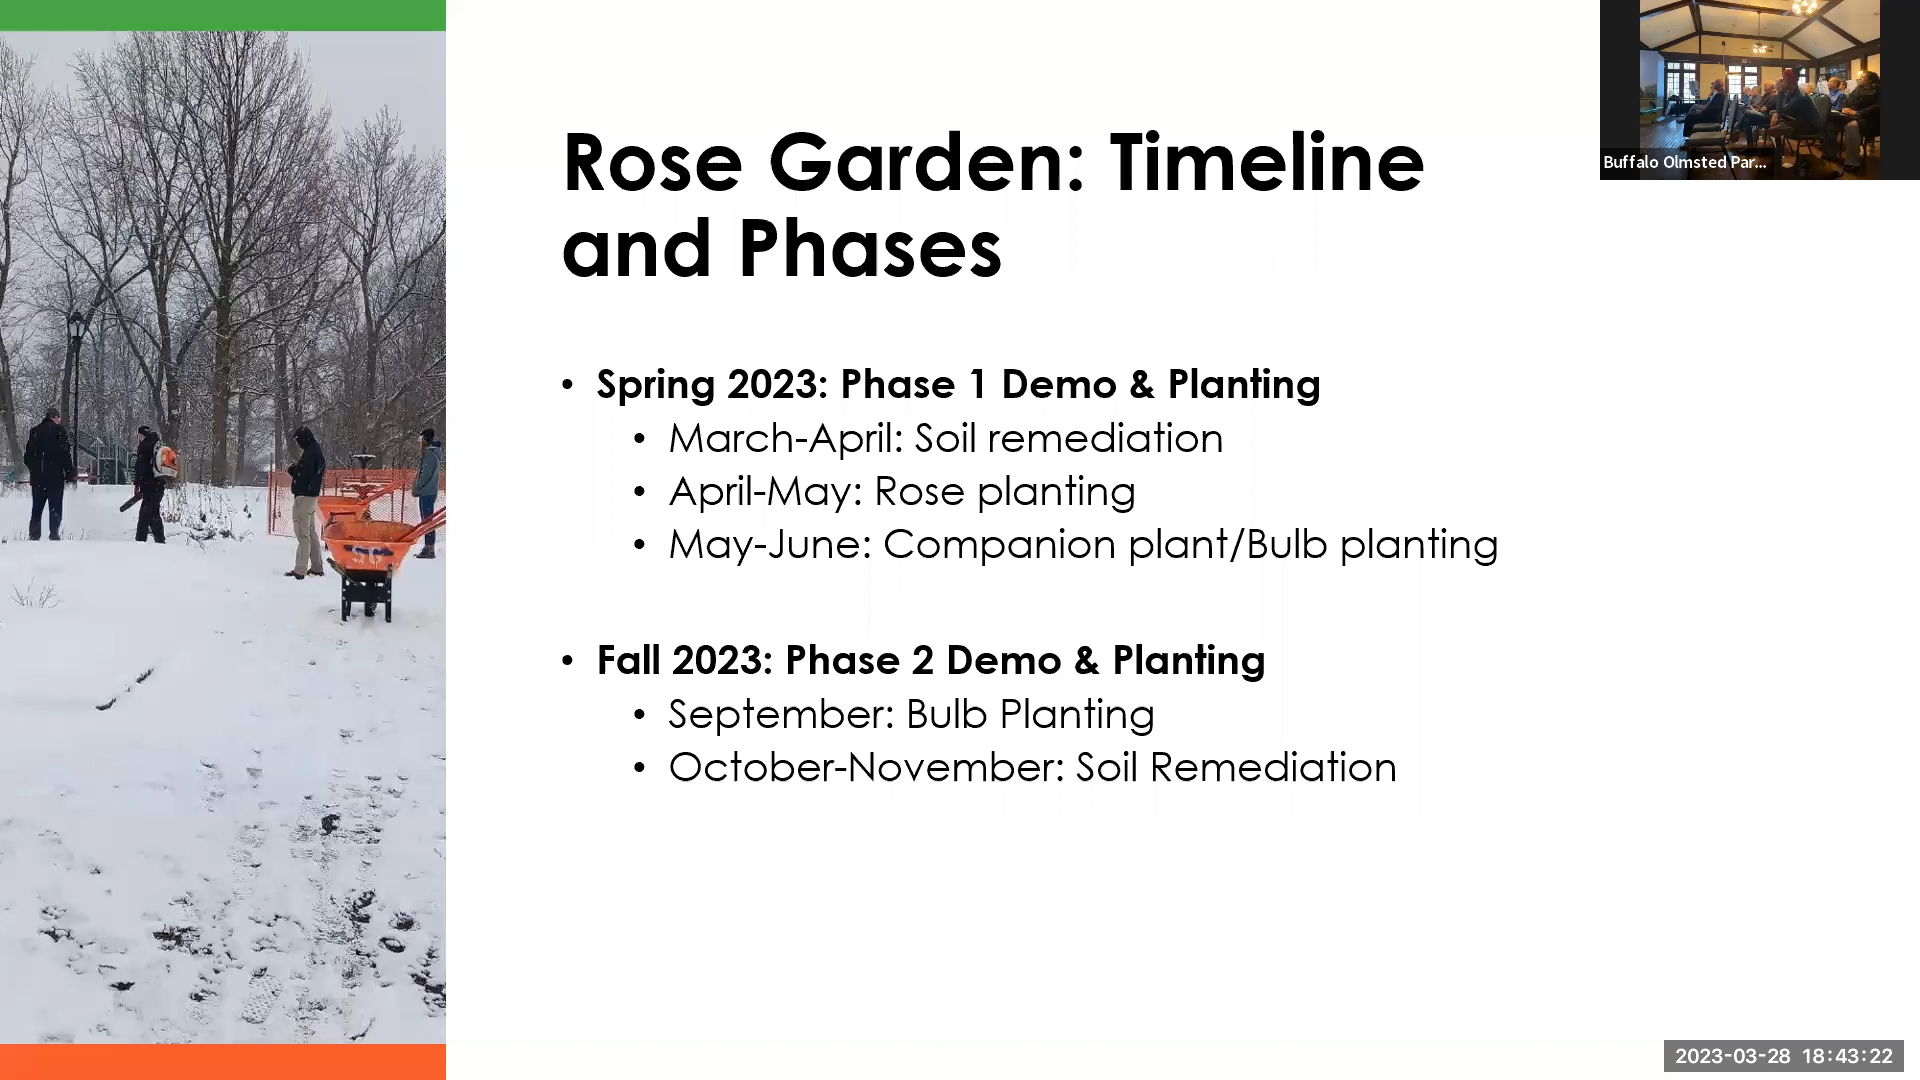 Rose Garden: Timeline
and Phases
• Spring 2023: Phase 1 Demo & Planting
• March-April: Soil remediation
• April-May: Rose planting
• May-June: Companion plant/Bulb planting
• Fall 2023: Phase 2 Demo & Planting
• September: Bulb Planting
• October-November: Soil Remediation
Buffalo Olmsted Par...
2023-03-28 18:43:22